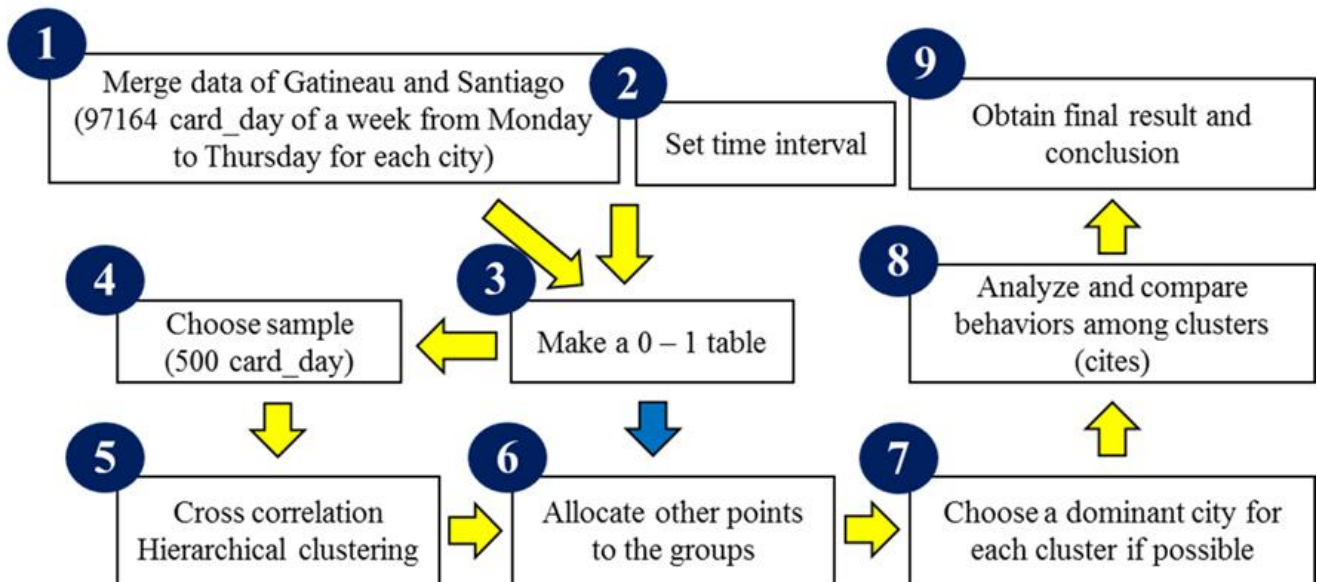 1
Merge data of Gatineau and Santiago
(97164 card_day of a week from Monday
to Thursday for each city)
2
Set time interval
3
Make a 0 – 1 table
4
Choose sample
(500 card_day)
5
Cross correlation
Hierarchical clustering
6
Allocate other points
to the groups
7
Choose a dominant city for
each cluster if possible
8
Analyze and compare
behaviors among clusters
(cites)
9
Obtain final result and
conclusion